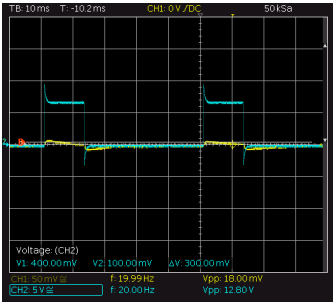 TB: 10 ms T: -10.2 ms CH1: 0 V /DC 50 kSa
Voltage: (CH2)
V1: 400.00 mV V2: 100.00 mV ΔV: 300.00 mV
CH1: 50 mV f: 19.99 Hz Vpp: 18.00 mV
CH2: 5 V f: 20.00 Hz Vpp: 12.80 V